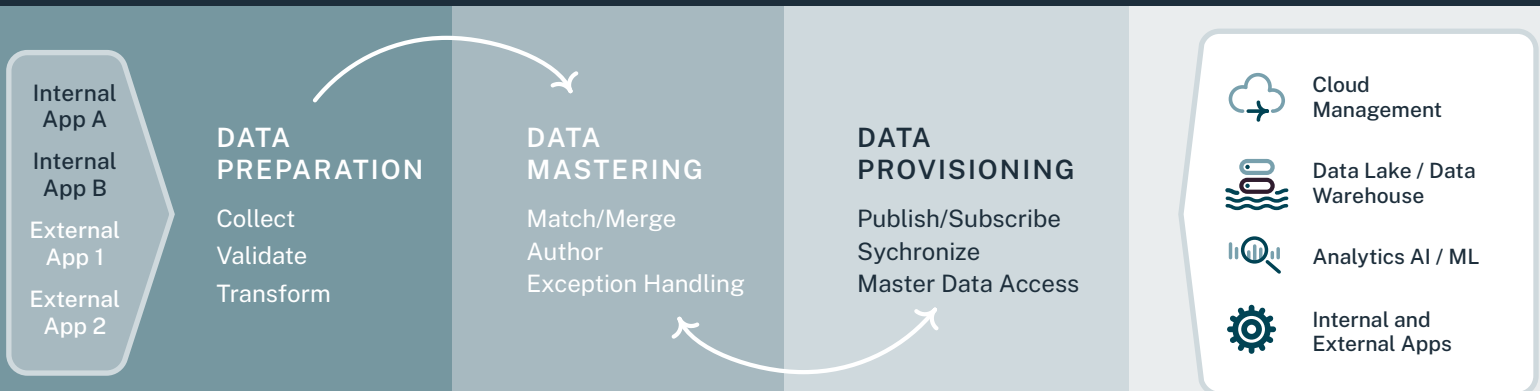 Internal
App A
Internal
App B
External
App 1
External
App 2
DATA
PREPARATION
Collect
Validate
Transform
DATA
MASTERING
Match/Merge
Author
Exception Handling
DATA
PROVISIONING
Publish/Subscribe
Sychronize
Master Data Access
Cloud
Management
Data Lake / Data
Warehouse
Analytics AI / ML
Internal and
External Apps